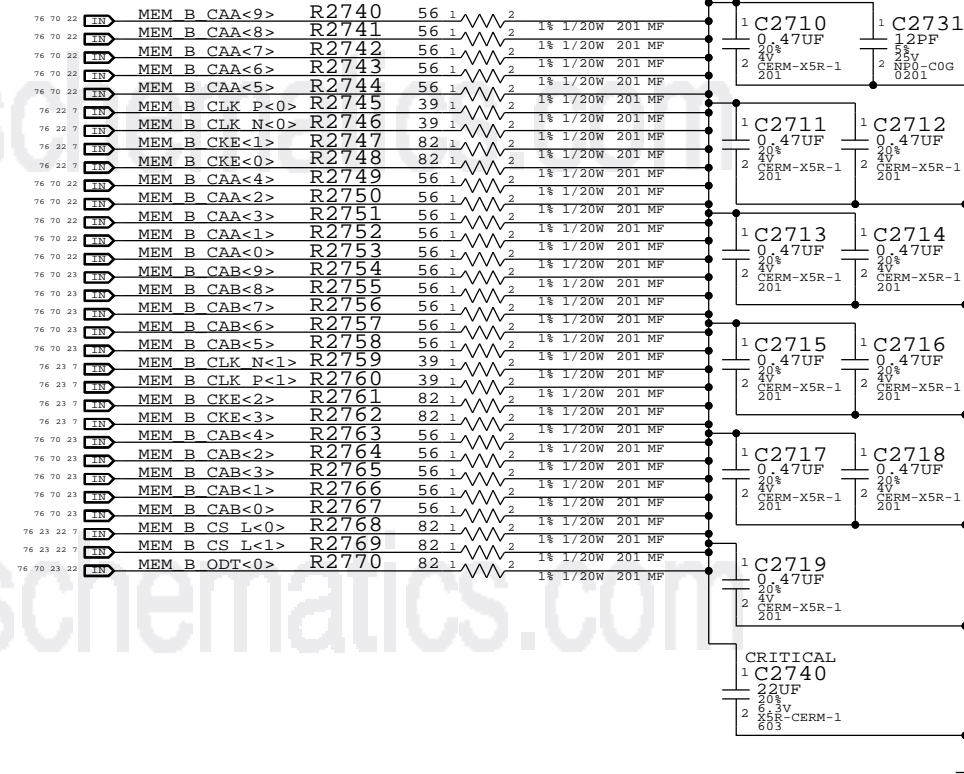 76 70 22 IN MEM_B_CAA<9> R2740 56 1 2 1% 1/20W 201 MF
76 70 22 IN MEM_B_CAA<8> R2741 56 1 2 1% 1/20W 201 MF
76 70 22 IN MEM_B_CAA<7> R2742 56 1 2 1% 1/20W 201 MF
76 70 22 IN MEM_B_CAA<6> R2743 56 1 2 1% 1/20W 201 MF
76 70 22 IN MEM_B_CAA<5> R2744 56 1 2 1% 1/20W 201 MF
76 22 7 IN MEM_B_CLK_P<0> R2745 39 1 2 1% 1/20W 201 MF
76 22 7 IN MEM_B_CLK_N<0> R2746 39 1 2 1% 1/20W 201 MF
76 22 7 IN MEM_B_CKE<1> R2747 82 1 2 1% 1/20W 201 MF
76 22 7 IN MEM_B_CKE<0> R2748 82 1 2 1% 1/20W 201 MF
76 70 22 IN MEM_B_CAA<4> R2749 56 1 2 1% 1/20W 201 MF
76 70 22 IN MEM_B_CAA<2> R2750 56 1 2 1% 1/20W 201 MF
76 70 22 IN MEM_B_CAA<3> R2751 56 1 2 1% 1/20W 201 MF
76 70 22 IN MEM_B_CAA<1> R2752 56 1 2 1% 1/20W 201 MF
76 70 22 IN MEM_B_CAA<0> R2753 56 1 2 1% 1/20W 201 MF
76 70 23 IN MEM_B_CAB<9> R2754 56 1 2 1% 1/20W 201 MF
76 70 23 IN MEM_B_CAB<8> R2755 56 1 2 1% 1/20W 201 MF
76 70 23 IN MEM_B_CAB<7> R2756 56 1 2 1% 1/20W 201 MF
76 70 23 IN MEM_B_CAB<6> R2757 56 1 2 1% 1/20W 201 MF
76 70 23 IN MEM_B_CAB<5> R2758 56 1 2 1% 1/20W 201 MF
76 23 7 IN MEM_B_CLK_N<1> R2759 39 1 2 1% 1/20W 201 MF
76 23 7 IN MEM_B_CLK_P<1> R2760 39 1 2 1% 1/20W 201 MF
76 23 7 IN MEM_B_CKE<2> R2761 82 1 2 1% 1/20W 201 MF
76 23 7 IN MEM_B_CKE<3> R2762 82 1 2 1% 1/20W 201 MF
76 70 23 IN MEM_B_CAB<4> R2763 56 1 2 1% 1/20W 201 MF
76 70 23 IN MEM_B_CAB<2> R2764 56 1 2 1% 1/20W 201 MF
76 70 23 IN MEM_B_CAB<3> R2765 56 1 2 1% 1/20W 201 MF
76 70 23 IN MEM_B_CAB<1> R2766 56 1 2 1% 1/20W 201 MF
76 70 23 IN MEM_B_CAB<0> R2767 56 1 2 1% 1/20W 201 MF
76 23 22 7 IN MEM_B_CS_L<0> R2768 82 1 2 1% 1/20W 201 MF
76 23 22 7 IN MEM_B_CS_L<1> R2769 82 1 2 1% 1/20W 201 MF
76 70 23 22 IN MEM_B_ODT<0> R2770 82 1 2 1% 1/20W 201 MF
1 C2710
0.47UF
20%
4V
2 CERM-X5R-1
201
1 C2731
12PF
5%
25V
2 NP0-C0G
0201
1 C2711
0.47UF
20%
4V
2 CERM-X5R-1
201
1 C2712
0.47UF
20%
4V
2 CERM-X5R-1
201
1 C2713
0.47UF
20%
4V
2 CERM-X5R-1
201
1 C2714
0.47UF
20%
4V
2 CERM-X5R-1
201
1 C2715
0.47UF
20%
4V
2 CERM-X5R-1
201
1 C2716
0.47UF
20%
4V
2 CERM-X5R-1
201
1 C2717
0.47UF
20%
4V
2 CERM-X5R-1
201
1 C2718
0.47UF
20%
4V
2 CERM-X5R-1
201
1 C2719
0.47UF
20%
4V
2 CERM-X5R-1
201
CRITICAL
1 C2740
22UF
20%
6.3V
2 X5R-CERM-1
603
schematics.com
schematics.com